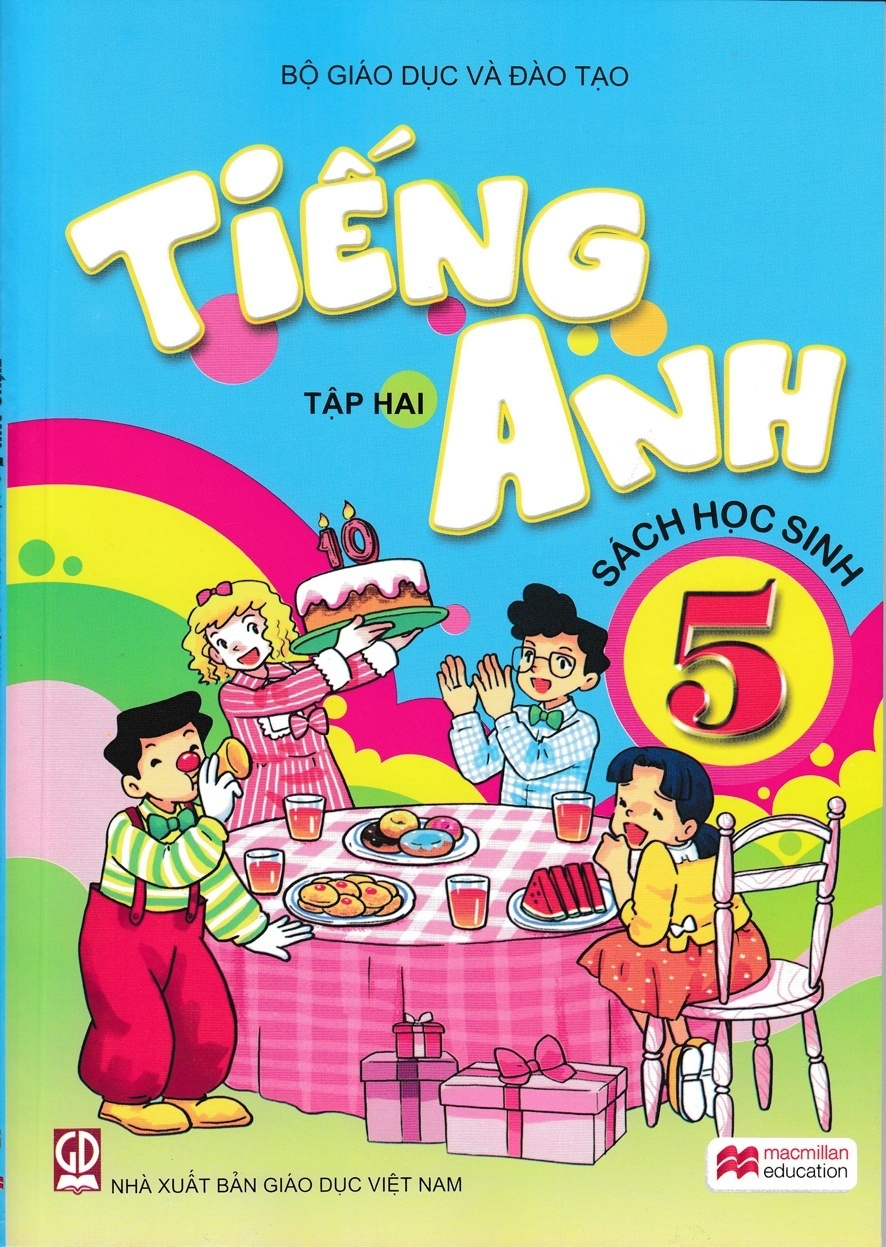 BỘ GIÁO DỤC VÀ ĐÀO TẠO
TIẾNG
ANH
TẬP HAI
SÁCH HỌC SINH
5
10
GD
NHÀ XUẤT BẢN GIÁO DỤC VIỆT NAM
macmillan
education